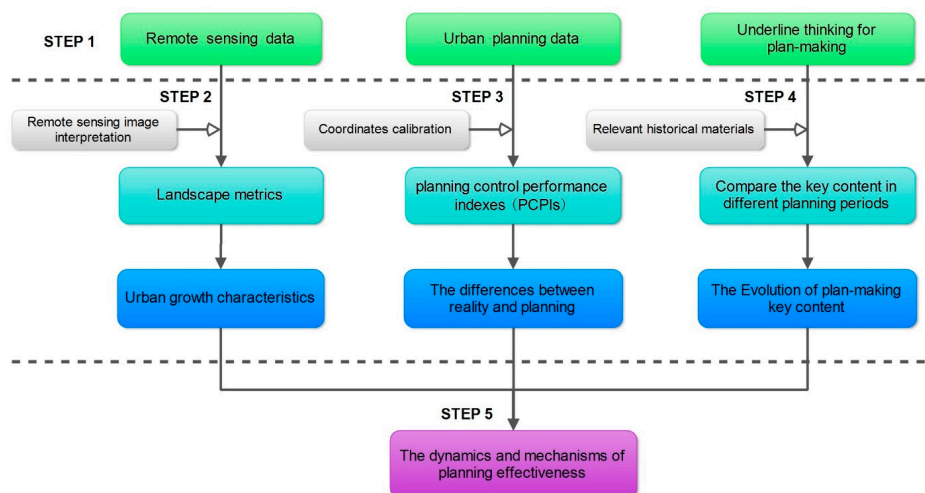 STEP 1
Remote sensing data
Urban planning data
Underline thinking for
plan-making
STEP 2
STEP 3
STEP 4
Remote sensing image
interpretation
Coordinates calibration
Relevant historical materials
Landscape metrics
planning control performance
indexes（PCPIs）
Compare the key content in
different planning periods
Urban growth characteristics
The differences between
reality and planning
The Evolution of plan-making
key content
STEP 5
The dynamics and mechanisms of
planning effectiveness